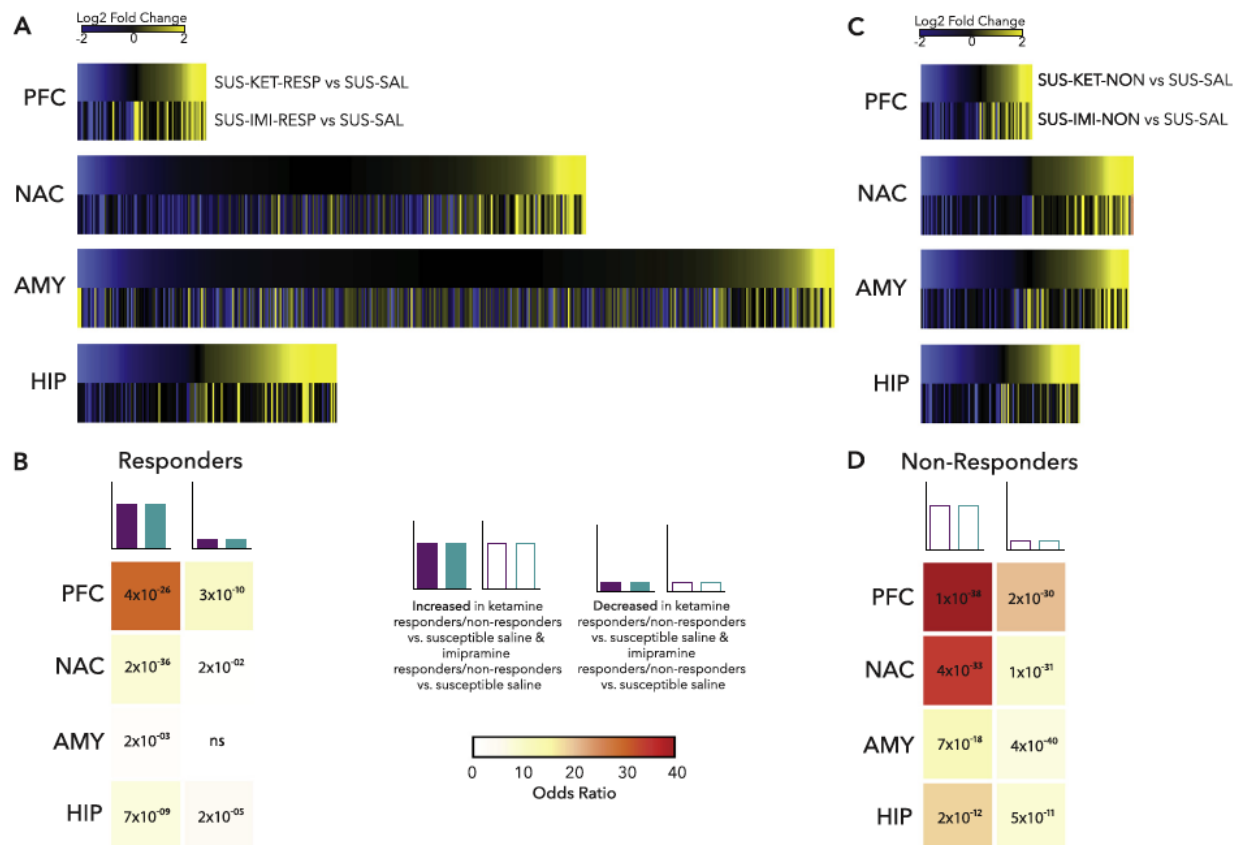 A
Log2 Fold Change
-2 0 2
PFC
SUS-KET-RESP vs SUS-SAL
SUS-IMI-RESP vs SUS-SAL
NAC
AMY
HIP
C
Log2 Fold Change
-2 0 2
PFC
SUS-KET-NON vs SUS-SAL
SUS-IMI-NON vs SUS-SAL
NAC
AMY
HIP
B
Responders
PFC
4x10⁻²⁶ 3x10⁻¹⁰
NAC
2x10⁻³⁶ 2x10⁻⁰²
AMY
2x10⁻⁰³ ns
HIP
7x10⁻⁰⁹ 2x10⁻⁰⁵
Increased in ketamine
responders/non-responders
vs. susceptible saline &
imipramine
responders/non-responders
vs. susceptible saline
Decreased in ketamine
responders/non-responders
vs. susceptible saline &
imipramine
responders/non-responders
vs. susceptible saline
0 10 20 30 40
Odds Ratio
D
Non-Responders
PFC
1x10⁻³⁸ 2x10⁻³⁰
NAC
4x10⁻³³ 1x10⁻³¹
AMY
7x10⁻¹⁸ 4x10⁻⁴⁰
HIP
2x10⁻¹² 5x10⁻¹¹